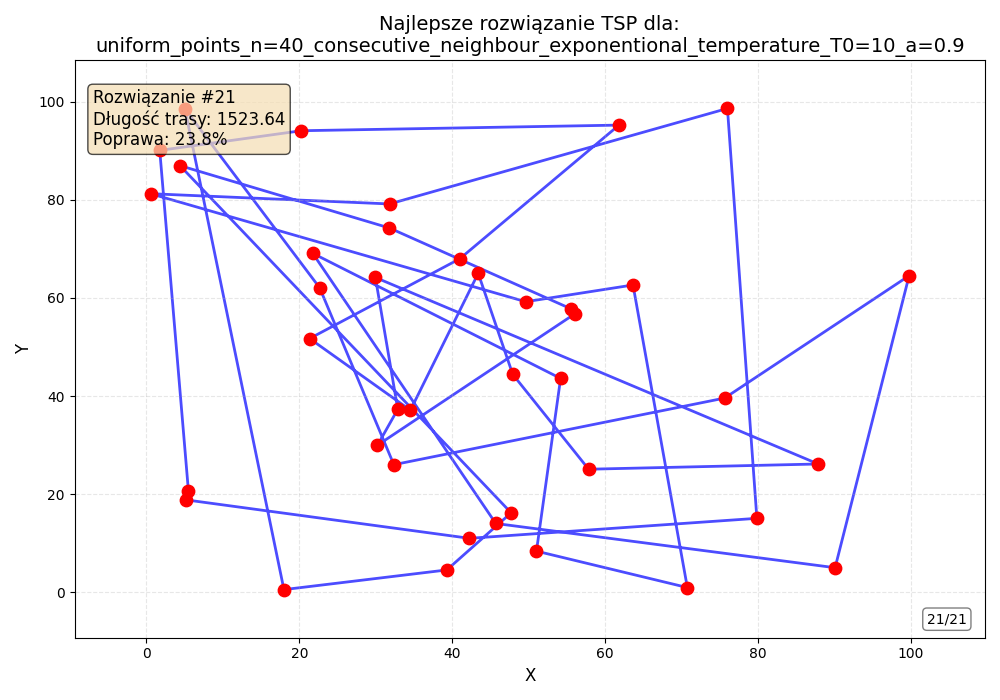 Najlepsze rozwiązanie TSP dla:
uniform_points_n=40_consecutive_neighbour_exponentional_temperature_T0=10_a=0.9
Rozwiązanie #21
Długość trasy: 1523.64
Poprawa: 23.8%
100
80
60
40
20
0
Y
21/21
0 20 40 60 80 100
X